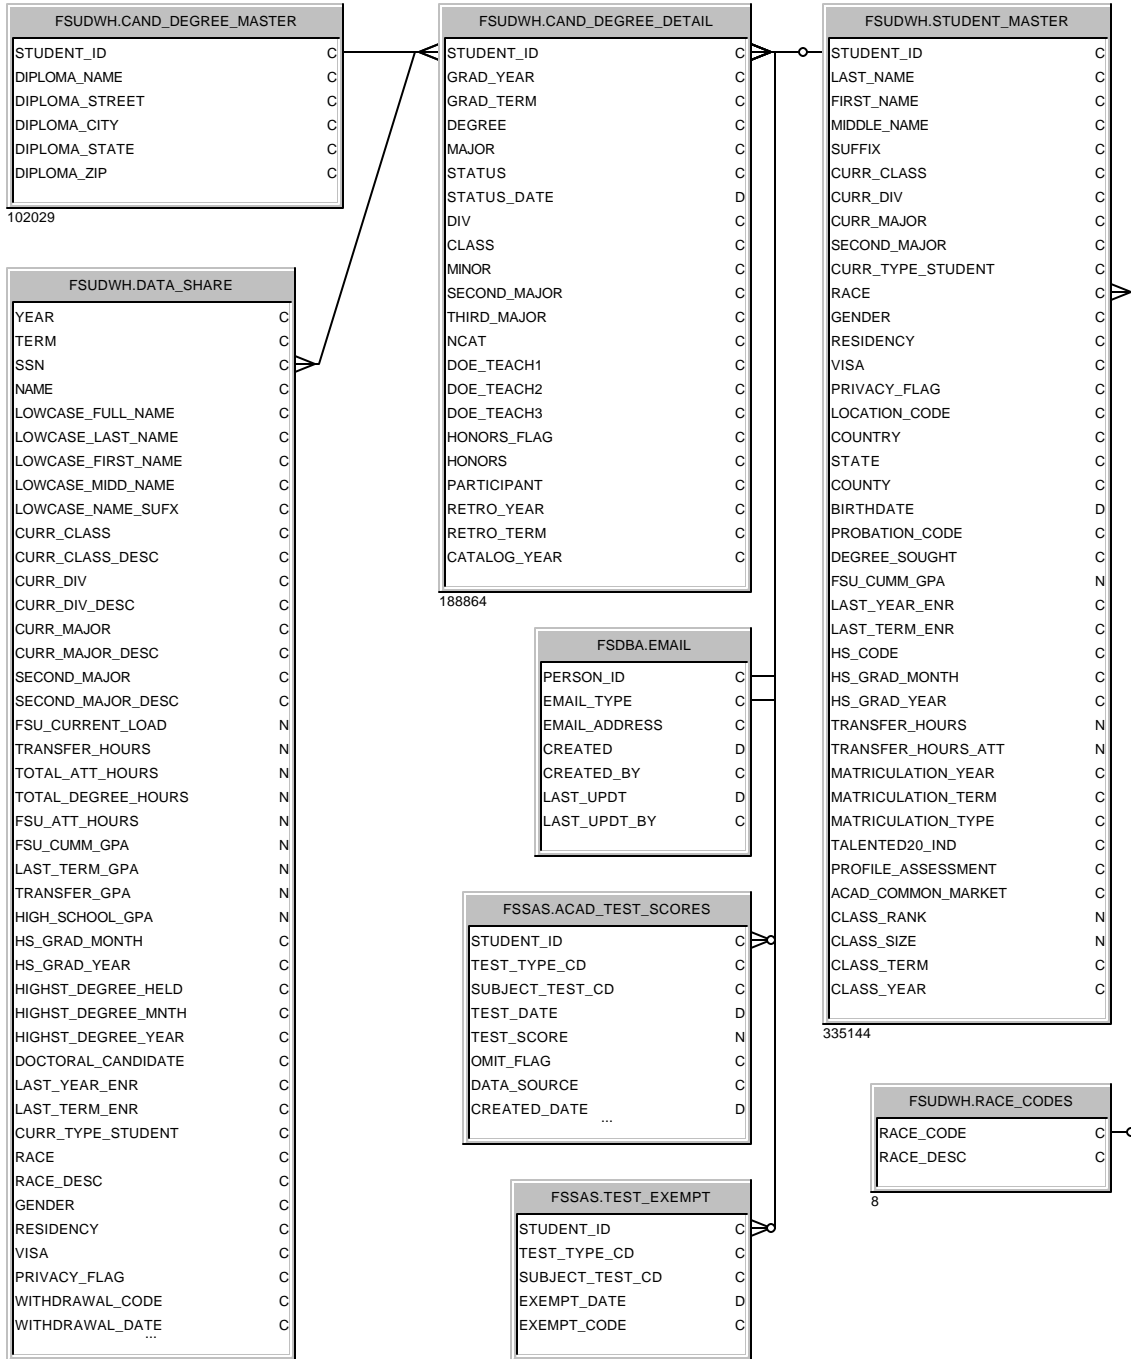 FSUDWH.CAND_DEGREE_MASTER
STUDENT_ID C
DIPLOMA_NAME C
DIPLOMA_STREET C
DIPLOMA_CITY C
DIPLOMA_STATE C
DIPLOMA_ZIP C
102029
FSUDWH.DATA_SHARE
YEAR C
TERM C
SSN C
NAME C
LOWCASE_FULL_NAME C
LOWCASE_LAST_NAME C
LOWCASE_FIRST_NAME C
LOWCASE_MIDD_NAME C
LOWCASE_NAME_SUFX C
CURR_CLASS C
CURR_CLASS_DESC C
CURR_DIV C
CURR_DIV_DESC C
CURR_MAJOR C
CURR_MAJOR_DESC C
SECOND_MAJOR C
SECOND_MAJOR_DESC C
FSU_CURRENT_LOAD N
TRANSFER_HOURS N
TOTAL_ATT_HOURS N
TOTAL_DEGREE_HOURS N
FSU_ATT_HOURS N
FSU_CUMM_GPA N
LAST_TERM_GPA N
TRANSFER_GPA N
HIGH_SCHOOL_GPA N
HS_GRAD_MONTH C
HS_GRAD_YEAR C
HIGHST_DEGREE_HELD C
HIGHST_DEGREE_MNTH C
HIGHST_DEGREE_YEAR C
DOCTORAL_CANDIDATE C
LAST_YEAR_ENR C
LAST_TERM_ENR C
CURR_TYPE_STUDENT C
RACE C
RACE_DESC C
GENDER C
RESIDENCY C
VISA C
PRIVACY_FLAG C
WITHDRAWAL_CODE C
WITHDRAWAL_DATE C
...
FSUDWH.CAND_DEGREE_DETAIL
STUDENT_ID C
GRAD_YEAR C
GRAD_TERM C
DEGREE C
MAJOR C
STATUS C
STATUS_DATE D
DIV C
CLASS C
MINOR C
SECOND_MAJOR C
THIRD_MAJOR C
NCAT C
DOE_TEACH1 C
DOE_TEACH2 C
DOE_TEACH3 C
HONORS_FLAG C
HONORS C
PARTICIPANT C
RETRO_YEAR C
RETRO_TERM C
CATALOG_YEAR C
188864
FSDBA.EMAIL
PERSON_ID C
EMAIL_TYPE C
EMAIL_ADDRESS C
CREATED D
CREATED_BY C
LAST_UPDT D
LAST_UPDT_BY C
FSSAS.ACAD_TEST_SCORES
STUDENT_ID C
TEST_TYPE_CD C
SUBJECT_TEST_CD C
TEST_DATE D
TEST_SCORE N
OMIT_FLAG C
DATA_SOURCE C
CREATED_DATE D
...
FSSAS.TEST_EXEMPT
STUDENT_ID C
TEST_TYPE_CD C
SUBJECT_TEST_CD C
EXEMPT_DATE D
EXEMPT_CODE C
FSUDWH.STUDENT_MASTER
STUDENT_ID C
LAST_NAME C
FIRST_NAME C
MIDDLE_NAME C
SUFFIX C
CURR_CLASS C
CURR_DIV C
CURR_MAJOR C
SECOND_MAJOR C
CURR_TYPE_STUDENT C
RACE C
GENDER C
RESIDENCY C
VISA C
PRIVACY_FLAG C
LOCATION_CODE C
COUNTRY C
STATE C
COUNTY C
BIRTHDATE D
PROBATION_CODE C
DEGREE_SOUGHT C
FSU_CUMM_GPA N
LAST_YEAR_ENR C
LAST_TERM_ENR C
HS_CODE C
HS_GRAD_MONTH C
HS_GRAD_YEAR C
TRANSFER_HOURS N
TRANSFER_HOURS_ATT N
MATRICULATION_YEAR C
MATRICULATION_TERM C
MATRICULATION_TYPE C
TALENTED20_IND C
PROFILE_ASSESSMENT C
ACAD_COMMON_MARKET C
CLASS_RANK N
CLASS_SIZE N
CLASS_TERM C
CLASS_YEAR C
335144
FSUDWH.RACE_CODES
RACE_CODE C
RACE_DESC C
8